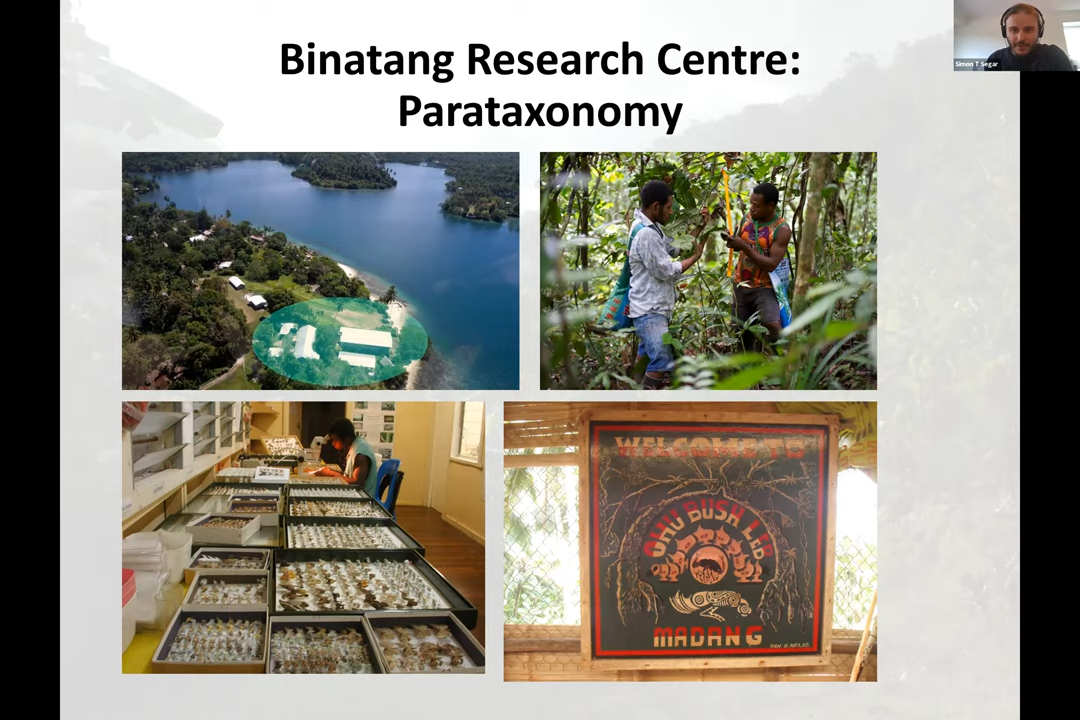 Binatang Research Centre:
Parataxonomy
Simon T Segar
WELCOME TO
OHU BUSH LAB
MADANG